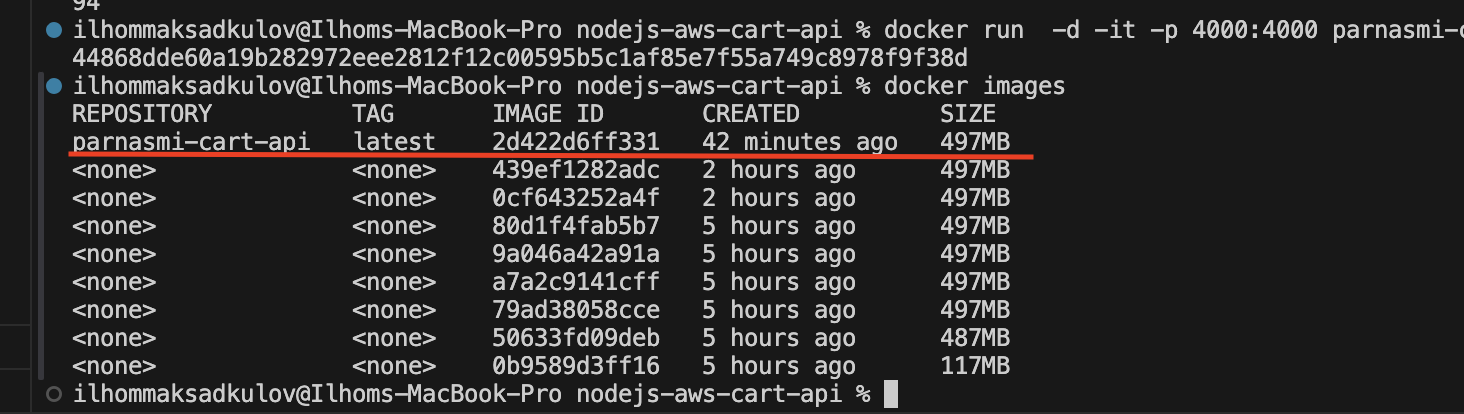 94
ilhommaksadkulov@Ilhoms-MacBook-Pro nodejs-aws-cart-api % docker run  -d -it -p 4000:4000 parnasmi-
44868dde60a19b282972eee2812f12c00595b5c1af85e7f55a749c8978f9f38d
ilhommaksadkulov@Ilhoms-MacBook-Pro nodejs-aws-cart-api % docker images
REPOSITORY          TAG       IMAGE ID       CREATED          SIZE
parnasmi-cart-api   latest    2d422d6ff331   42 minutes ago   497MB
<none>              <none>    439ef1282adc   2 hours ago      497MB
<none>              <none>    0cf643252a4f   2 hours ago      497MB
<none>              <none>    80d1f4fab5b7   5 hours ago      497MB
<none>              <none>    9a046a42a91a   5 hours ago      497MB
<none>              <none>    a7a2c9141cff   5 hours ago      497MB
<none>              <none>    79ad38058cce   5 hours ago      497MB
<none>              <none>    50633fd09deb   5 hours ago      487MB
<none>              <none>    0b9589d3ff16   5 hours ago      117MB
ilhommaksadkulov@Ilhoms-MacBook-Pro nodejs-aws-cart-api %